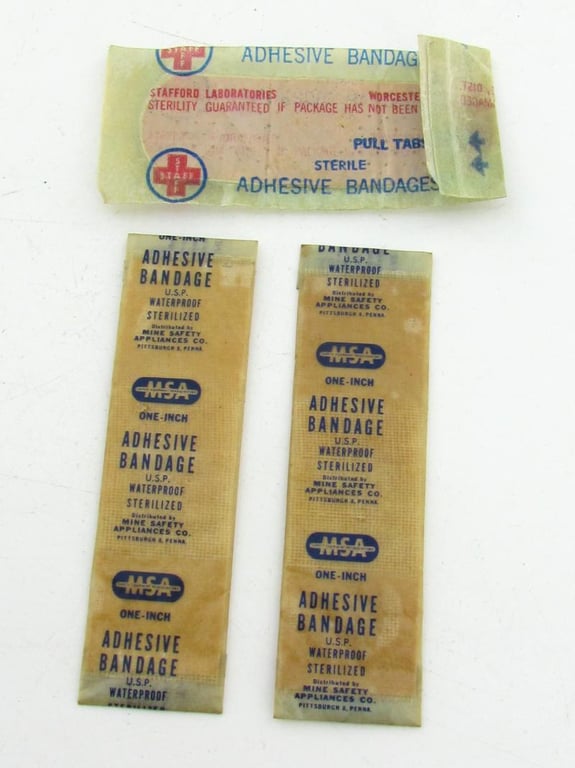 STAFF
ADHESIVE BANDAG
STAFFORD LABORATORIES WORCESTE
STERILITY GUARANTEED IF PACKAGE HAS NOT BEEN
PULL TABS
STERILE
STAFF
STAFF
ADHESIVE BANDAGES
ONE-INCH
ADHESIVE
BANDAGE
U.S.P.
WATERPROOF
STERILIZED
Distributed by
MINE SAFETY
APPLIANCES CO.
PITTSBURGH 8, PENNA.
MSA
ONE-INCH
ADHESIVE
BANDAGE
U.S.P.
WATERPROOF
STERILIZED
Distributed by
MINE SAFETY
APPLIANCES CO.
PITTSBURGH 8, PENNA.
MSA
ONE-INCH
ADHESIVE
BANDAGE
U.S.P.
WATERPROOF
STERILIZED
BANDAGE
U.S.P.
WATERPROOF
STERILIZED
Distributed by
MINE SAFETY
APPLIANCES CO.
PITTSBURGH 8, PENNA.
MSA
ONE-INCH
ADHESIVE
BANDAGE
U.S.P.
WATERPROOF
STERILIZED
Distributed by
MINE SAFETY
APPLIANCES CO.
PITTSBURGH 8, PENNA.
MSA
ONE-INCH
ADHESIVE
BANDAGE
U.S.P.
WATERPROOF
STERILIZED
Distributed by
MINE SAFETY
APPLIANCES CO.
PITTSBURGH 8, PENNA.